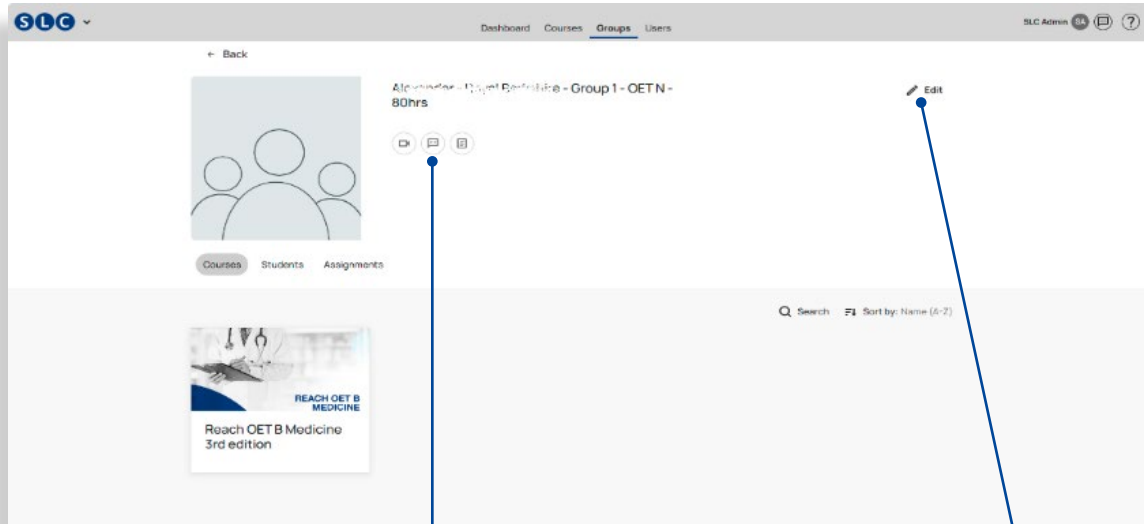 SLC
Dashboard Courses Groups Users
SLC Admin SA ?
← Back
Group 1 - OET N -
80hrs
Edit
Courses Students Assignments
Search Sort by: Name (A-Z)
REACH OET B
MEDICINE
Reach OET B Medicine
3rd edition